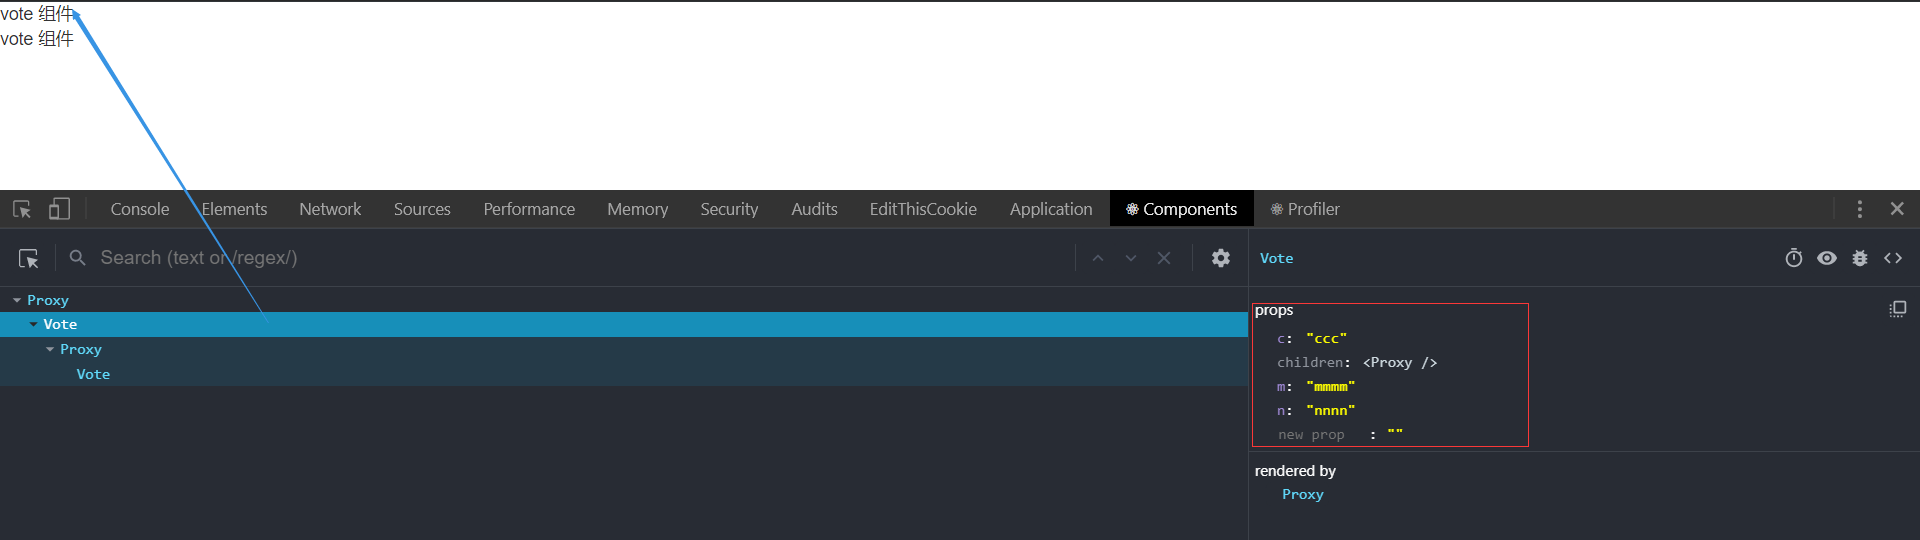 vote 组件
vote 组件
Console Elements Network Sources Performance Memory Security Audits EditThisCookie Application Components Profiler
Search (text or /regex/)
Vote
Proxy
Vote
Proxy
Vote
props
c: "ccc"
children: <Proxy />
m: "mmmm"
n: "nnnn"
new prop : ""
rendered by
Proxy